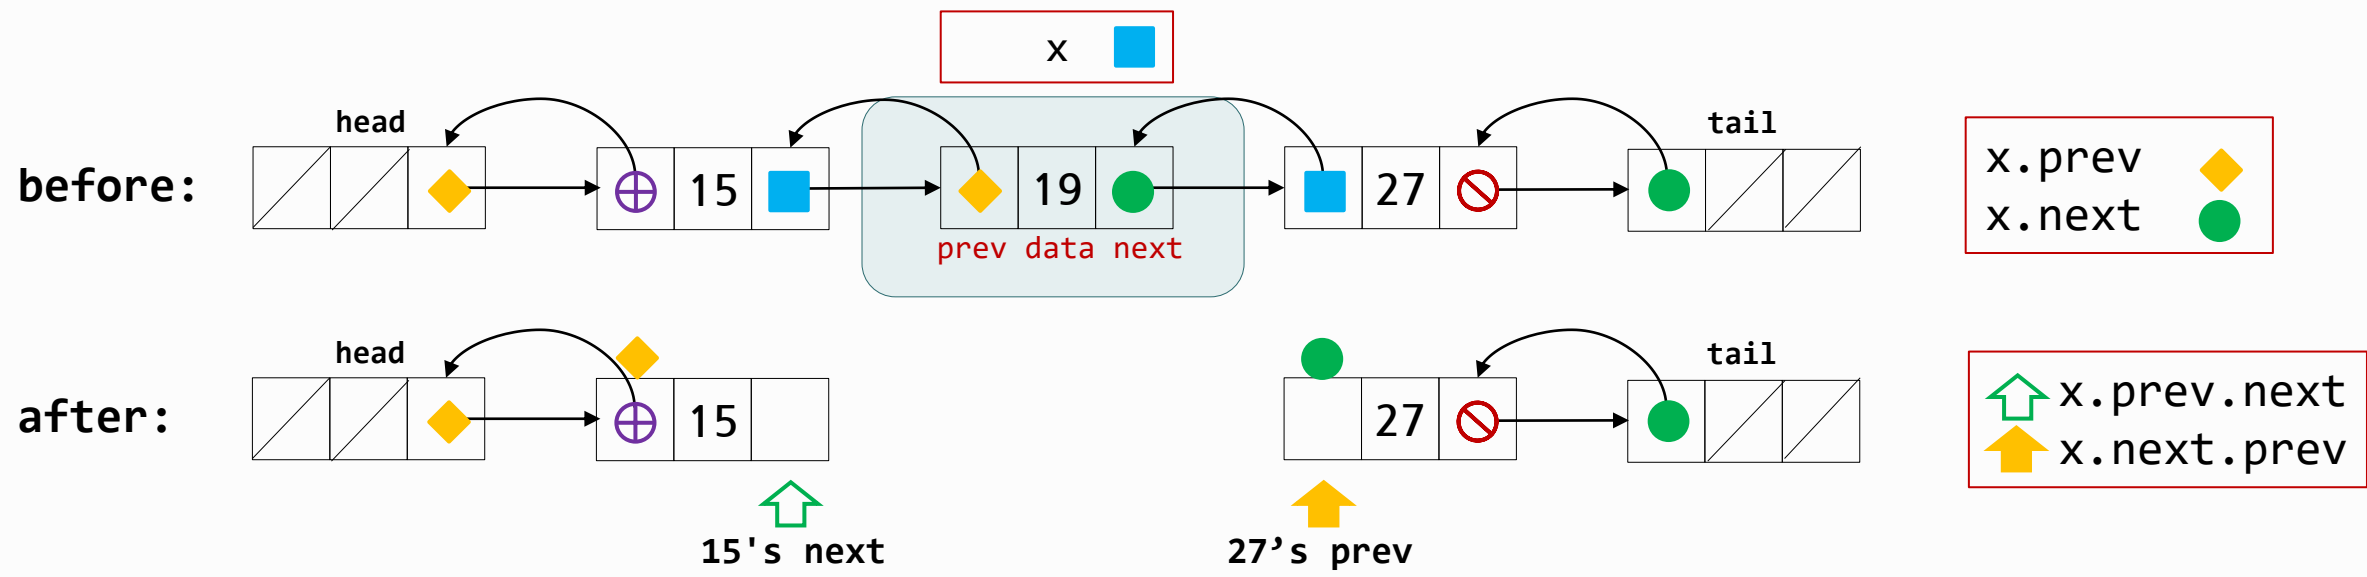 x
head
tail
before:
15
19
27
prev data next
x.prev
x.next
head
tail
after:
15
27
x.prev.next
x.next.prev
15's next
27’s prev